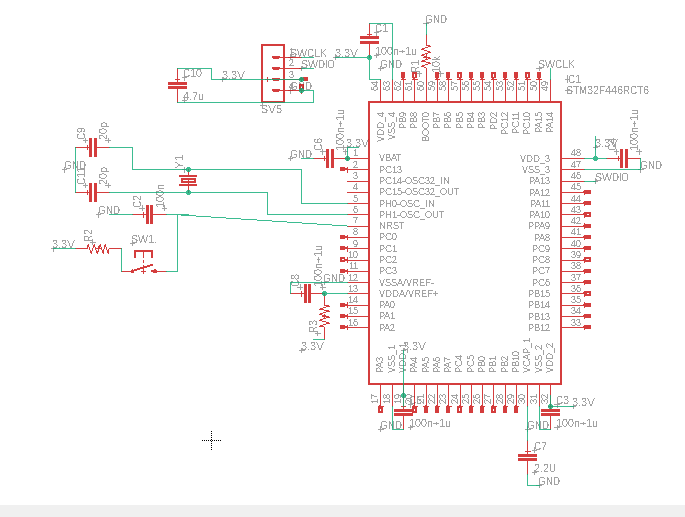 GND
C1
100n+1u
GND
3.3V
R1
10k
SWCLK
SWDIO
1
2
3
4
GND
SV5
C10
3.3V
4.7u
SWCLK
IC1
STM32F446RCT6
64 63 62 61 60 59 58 57 56 55 54 53 52 51 50 49
VDD_4 VSS_4 PB9 PB8 BOOT0 PB7 PB6 PB5 PB4 PB3 PD2 PC12 PC11 PC10 PA15 PA14
C9
20p
GND
20p
Y1
C6
100n+1u
GND
3.3V
C2
100n
GND
R2
3.3V
SW1
C8
100n+1u
GND
R3
3.3V
1 VBAT
2 PC13
3 PC14-OSC32_IN
4 PC15-OSC32_OUT
5 PH0-OSC_IN
6 PH1-OSC_OUT
7 NRST
8 PC0
9 PC1
10 PC2
11 PC3
12 VSSA/VREF-
13 VDDA/VREF+
14 PA0
15 PA1
16 PA2
VDD_3 48
VSS_3 47
PA13 46
PA12 45
PA11 44
PA10 43
PPA9 42
PA8 41
PC9 40
PC8 39
PC7 38
PC6 37
PB15 36
PB14 35
PB13 34
PB12 33
100n+1u
GND
SWDIO
3.3V
PA3 VSS_1 VDD_1 PA4 PA5 PA6 PA7 PC4 PC5 PB0 PB1 PB2 PB10 VCAP_1 VSS_2 VDD_2
17 18 19 20 21 22 23 24 25 26 27 28 29 30 31 32
GND
100n+1u
C3
3.3V
GND
100n+1u
C7
2.2U
GND